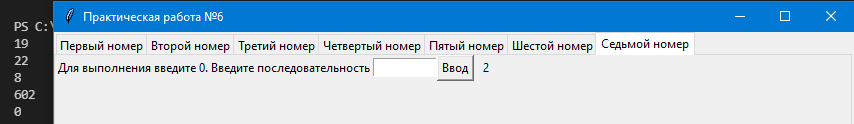 Практическая работа №6
PS C:\
19
22
8
602
0
Первый номер Второй номер Третий номер Четвертый номер Пятый номер Шестой номер Седьмой номер
Для выполнения введите 0. Введите последовательность Ввод 2